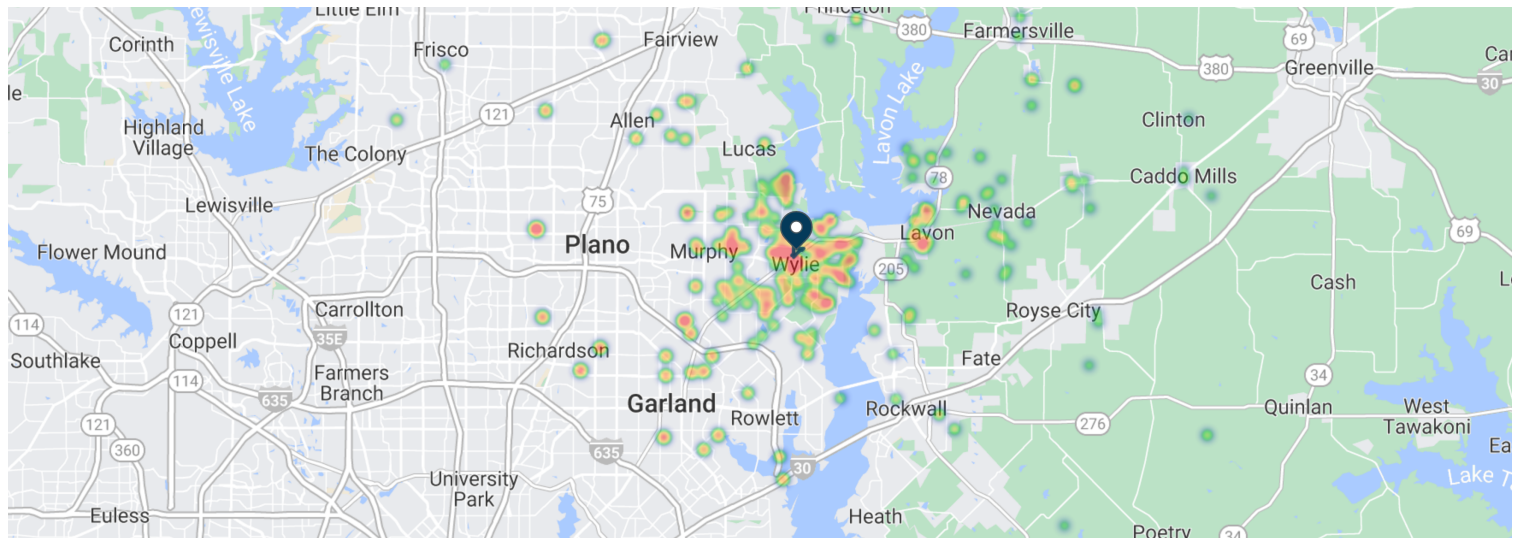 Little Elm
Princeton
380
Farmersville
69
Corinth
Frisco
Fairview
Lewisville Lake
Greenville
380
30
121
Lavon Lake
Allen
Clinton
Highland
Village
The Colony
Lucas
78
Caddo Mills
Lewisville
75
Nevada
69
Flower Mound
Plano
Murphy
Lavon
Wylie
205
Cash
114
121
Carrollton
Royse City
35E
Coppell
Richardson
Southlake
Fate
114
Farmers
Branch
34
635
Garland
Rowlett
Rockwall
Quinlan
West
Tawakoni
121
276
360
635
30
University
Park
Euless
Heath
Poetry
34